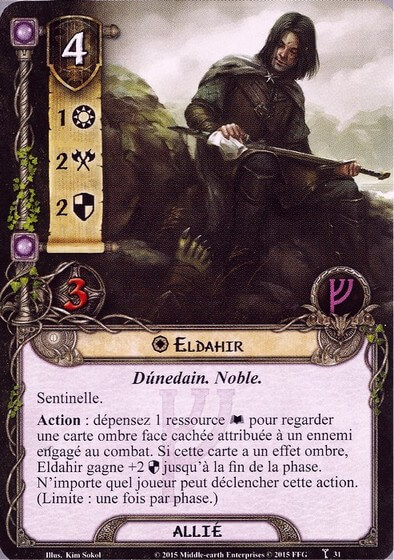 4
1
2
2
3
ELDAHIR
Dúnedain. Noble.
Sentinelle.
Action : dépensez 1 ressource pour regarder
une carte ombre face cachée attribuée à un ennemi
engagé au combat. Si cette carte a un effet ombre,
Eldahir gagne +2 jusqu'à la fin de la phase.
N'importe quel joueur peut déclencher cette action.
(Limite : une fois par phase.)
ALLIÉ
Illus. Kim Sokol © 2015 Middle-earth Enterprises © 2015 FFG 31